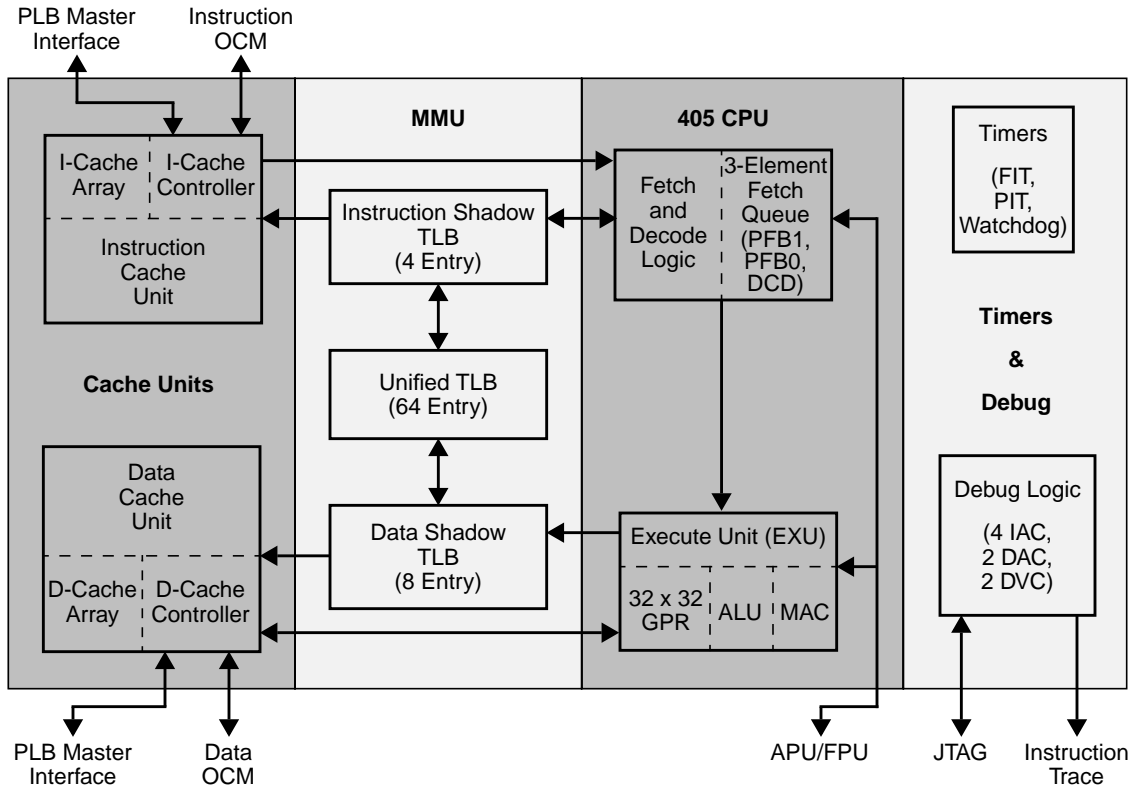 PLB Master
Interface
Instruction
OCM
MMU
405 CPU
I-Cache
Array
I-Cache
Controller
Instruction
Cache
Unit
Instruction Shadow
TLB
(4 Entry)
Fetch
and
Decode
Logic
3-Element
Fetch
Queue
(PFB1,
PFB0,
DCD)
Timers
(FIT,
PIT,
Watchdog)
Cache Units
Unified TLB
(64 Entry)
Timers
&
Debug
Data
Cache
Unit
D-Cache
Array
D-Cache
Controller
Data Shadow
TLB
(8 Entry)
Execute Unit (EXU)
32 x 32
GPR
ALU
MAC
Debug Logic
(4 IAC,
2 DAC,
2 DVC)
PLB Master
Interface
Data
OCM
APU/FPU
JTAG
Instruction
Trace